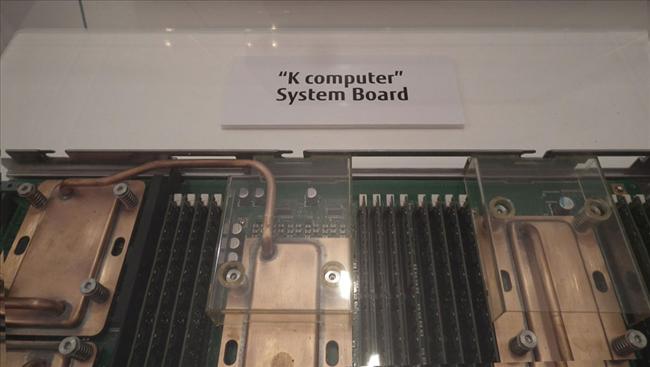 “K computer”
System Board